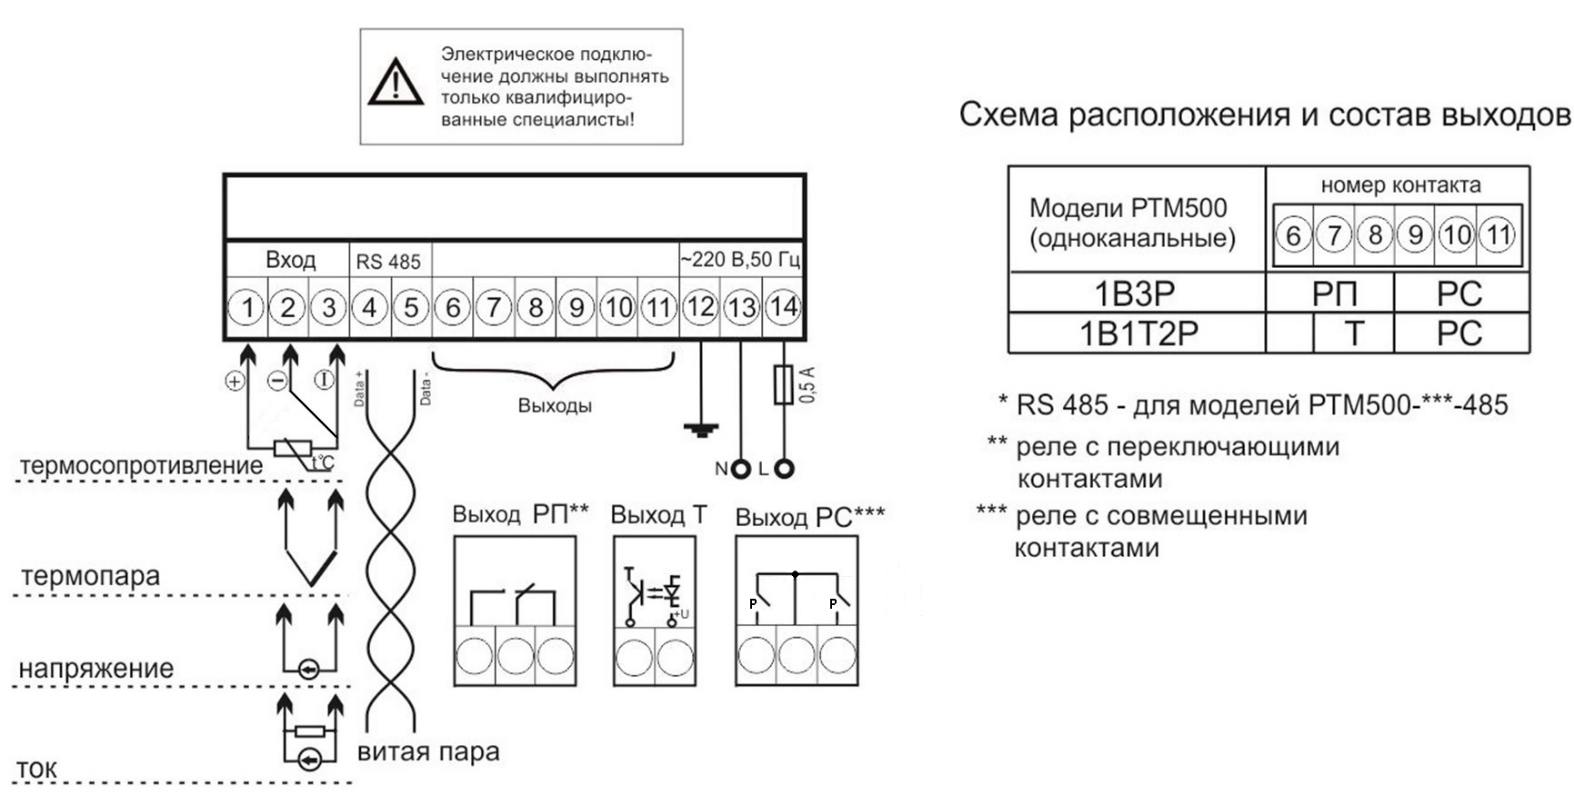 Электрическое подклю-
чение должны выполнять
только квалифициро-
ванные специалисты!
Вход RS 485 ~220 В,50 Гц
1 2 3 4 5 6 7 8 9 10 11 12 13 14
+ − I
Data + Data -
Выходы
0,5 А
N L
t°C
термосопротивление
термопара
напряжение
ток
витая пара
Выход РП** Выход Т Выход РС***
Т
+U
Р Р
Схема расположения и состав выходов
Модели РТМ500
(одноканальные)
номер контакта
6 7 8 9 10 11
1В3Р РП РС
1В1Т2Р Т РС
* RS 485 - для моделей РТМ500-***-485
** реле с переключающими
контактами
*** реле с совмещенными
контактами